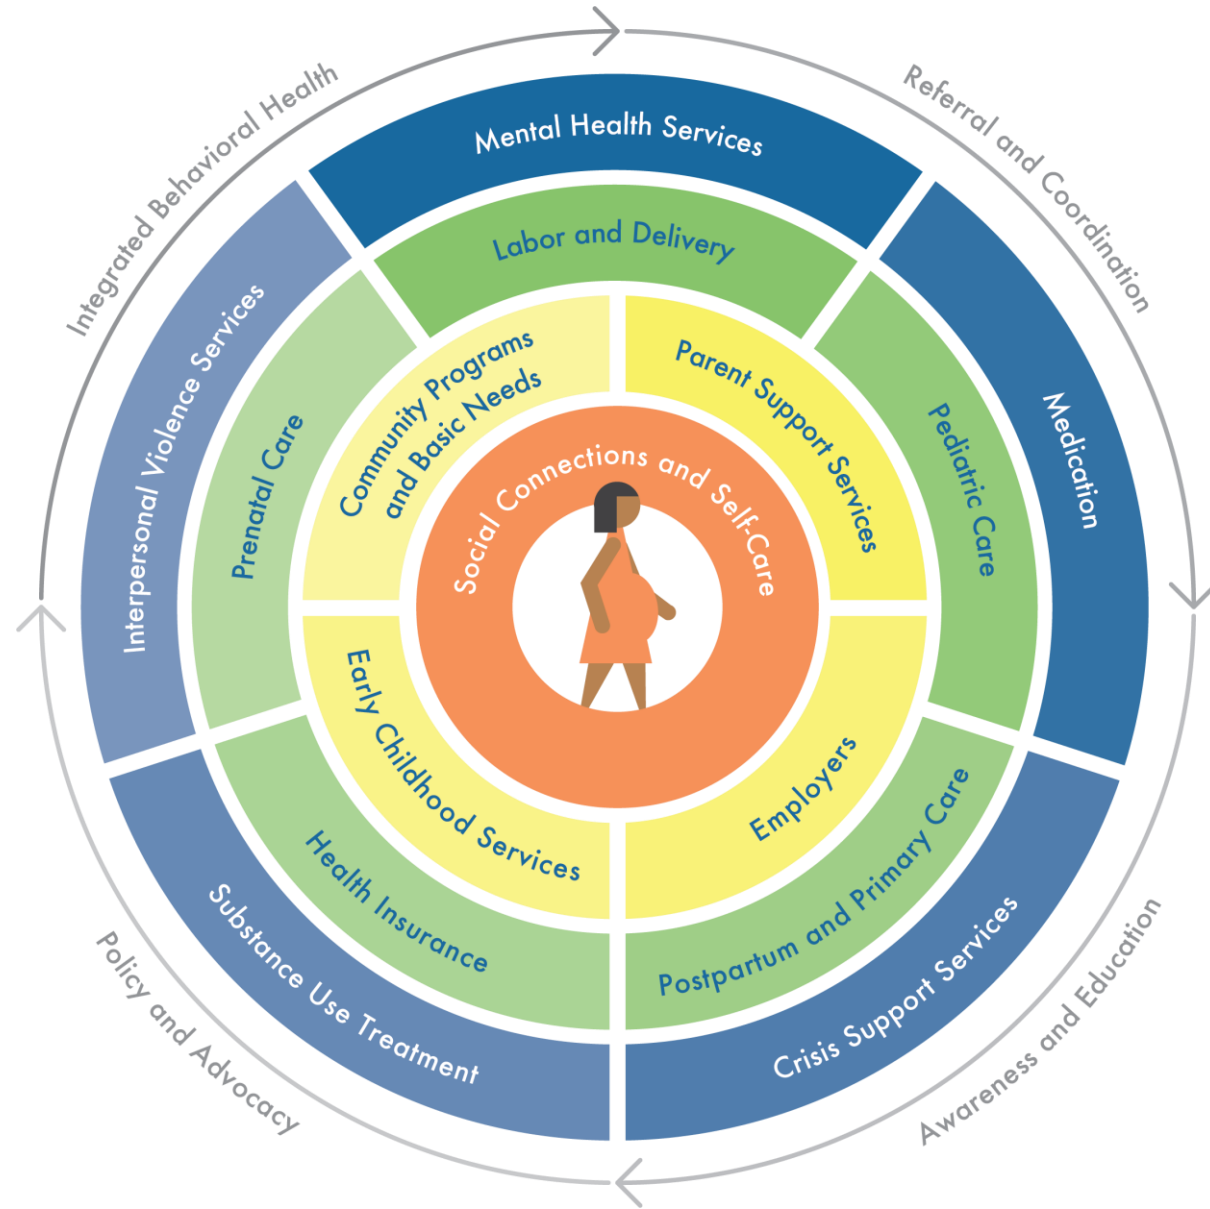 Integrated Behavioral Health
Referral and Coordination
Awareness and Education
Policy and Advocacy
Mental Health Services
Medication
Crisis Support Services
Substance Use Treatment
Interpersonal Violence Services
Labor and Delivery
Pediatric Care
Postpartum and Primary Care
Health Insurance
Prenatal Care
Community Programs
and Basic Needs
Parent Support Services
Employers
Early Childhood Services
Social Connections and Self-Care